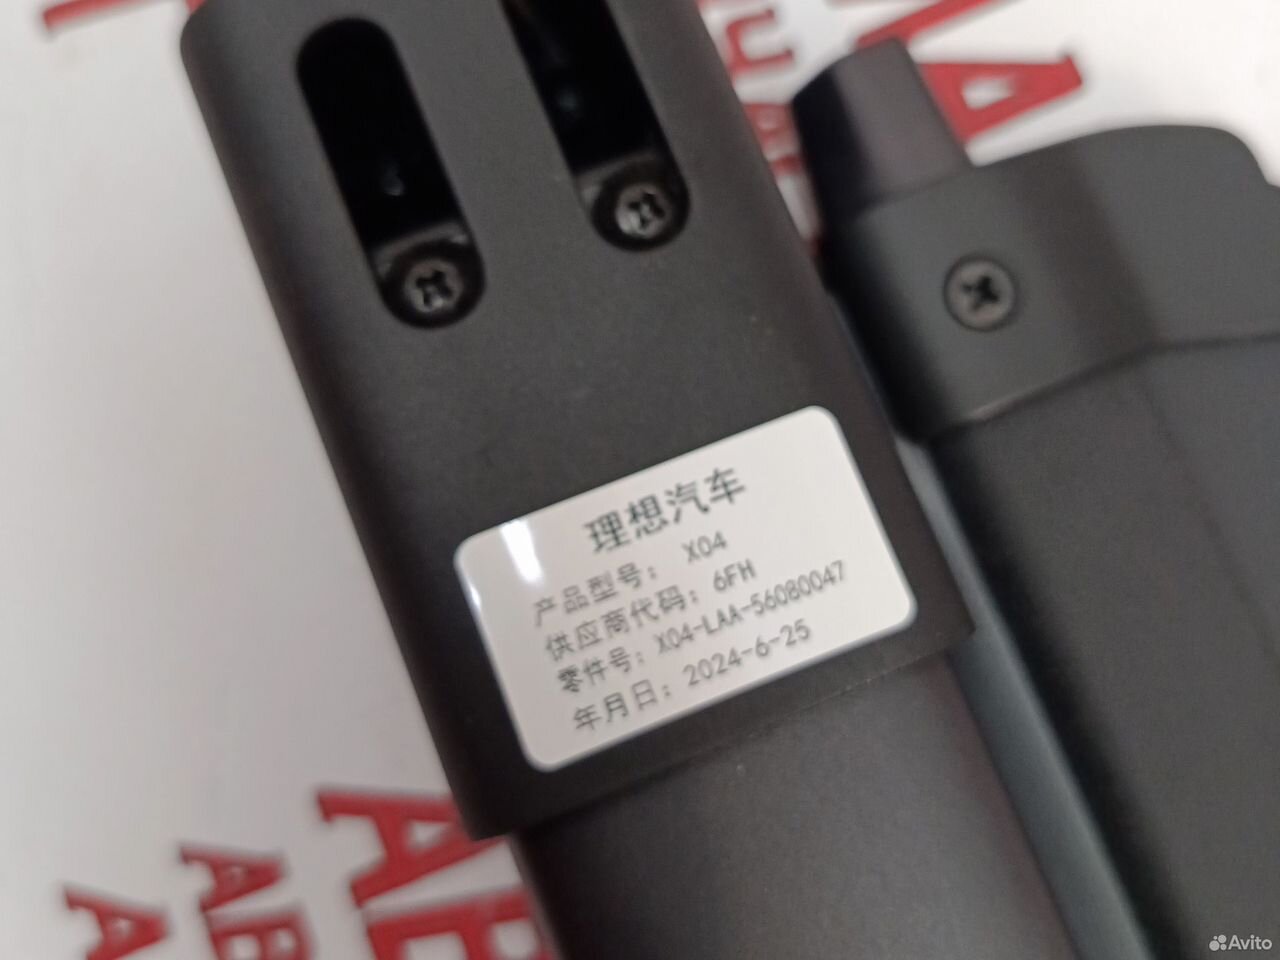 理想汽车
产品型号: X04
供应商代码: 6FH
零件号: X04-LAA-56080047
年月日: 2024-6-25
Avito